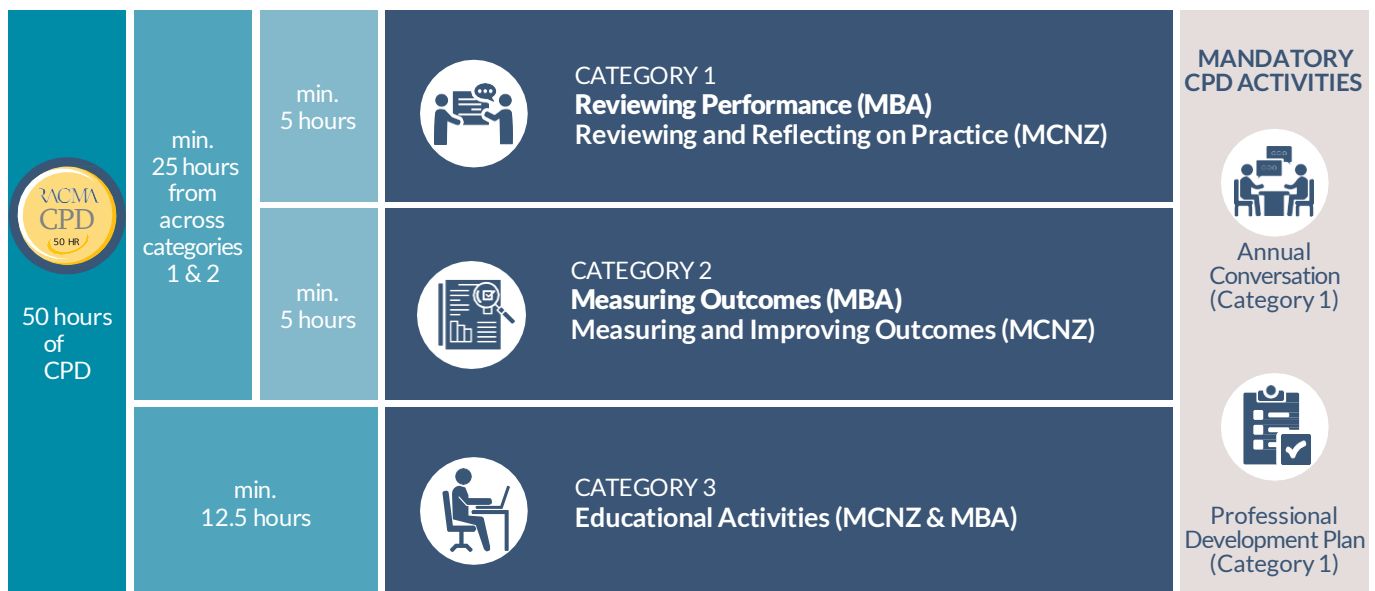 RACMA
CPD
50 HR
50 hours
of
CPD
min.
25 hours
from
across
categories
1 & 2
min.
5 hours
min.
5 hours
min.
12.5 hours
CATEGORY 1
Reviewing Performance (MBA)
Reviewing and Reflecting on Practice (MCNZ)
CATEGORY 2
Measuring Outcomes (MBA)
Measuring and Improving Outcomes (MCNZ)
CATEGORY 3
Educational Activities (MCNZ & MBA)
MANDATORY
CPD ACTIVITIES
Annual
Conversation
(Category 1)
Professional
Development Plan
(Category 1)